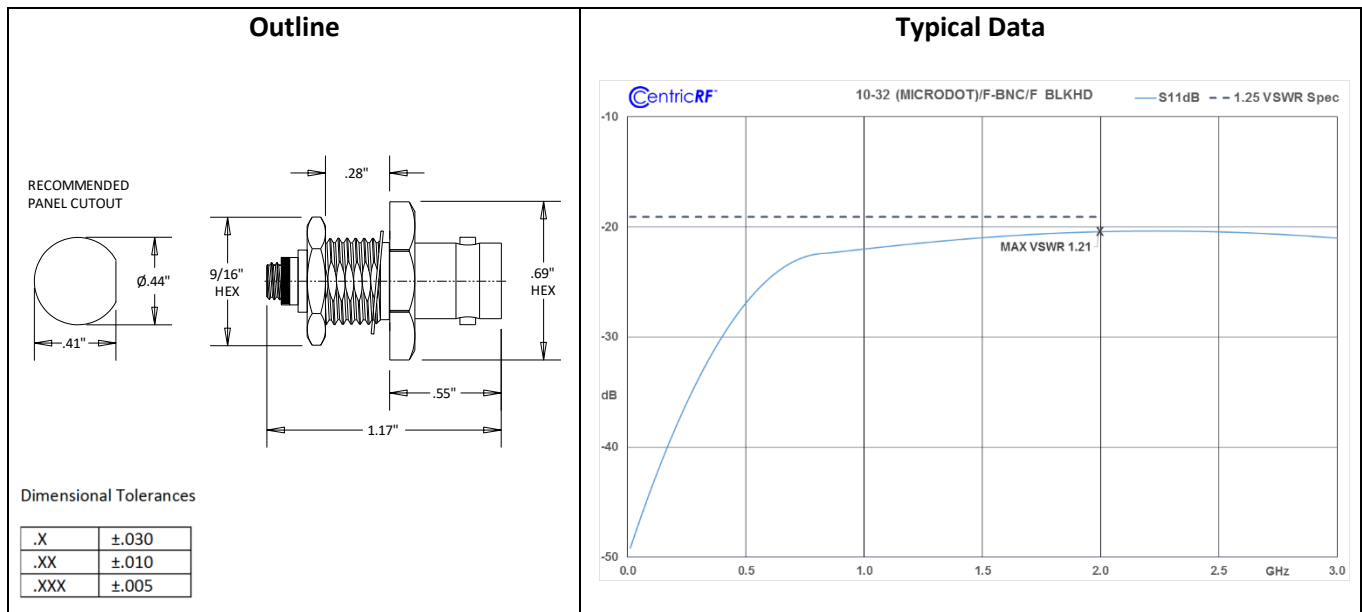 Outline
RECOMMENDED
PANEL CUTOUT
Ø.44"
.41"
.28"
9/16"
HEX
.69"
HEX
.55"
1.17"
Dimensional Tolerances
.X ±.030
.XX ±.010
.XXX ±.005
Typical Data
CentricRF™
10-32 (MICRODOT)/F-BNC/F BLKHD
S11dB
1.25 VSWR Spec
-10
-20
X
MAX VSWR 1.21
-30
dB
-40
-50
0.0 0.5 1.0 1.5 2.0 2.5 GHz 3.0